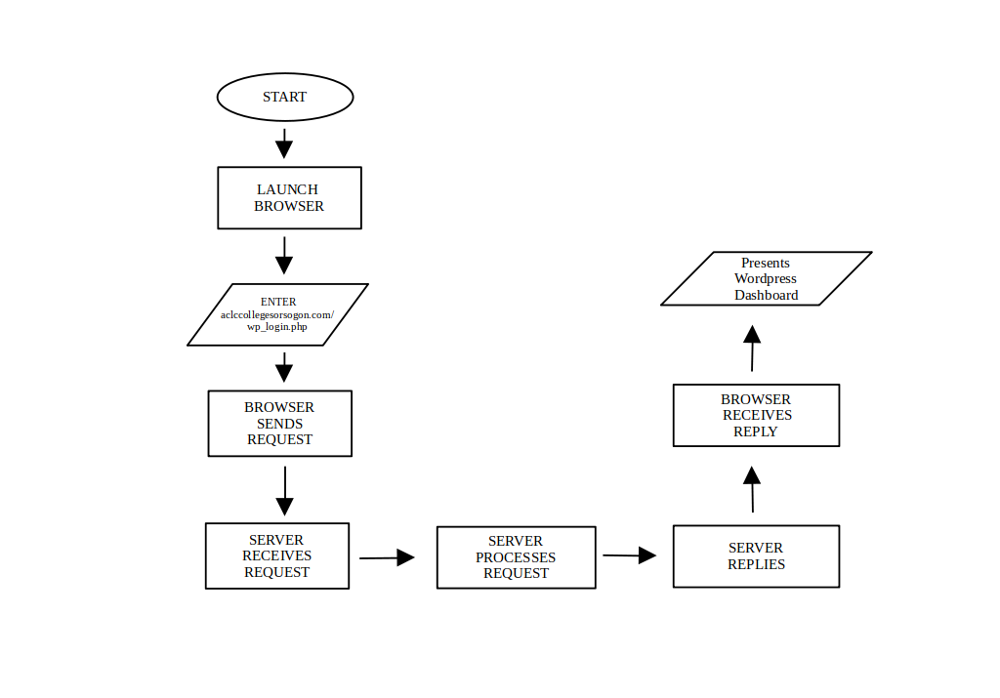 START
LAUNCH
BROWSER
ENTER
aclccollegesorsogon.com/
wp_login.php
BROWSER
SENDS
REQUEST
SERVER
RECEIVES
REQUEST
SERVER
PROCESSES
REQUEST
SERVER
REPLIES
BROWSER
RECEIVES
REPLY
Presents
Wordpress
Dashboard